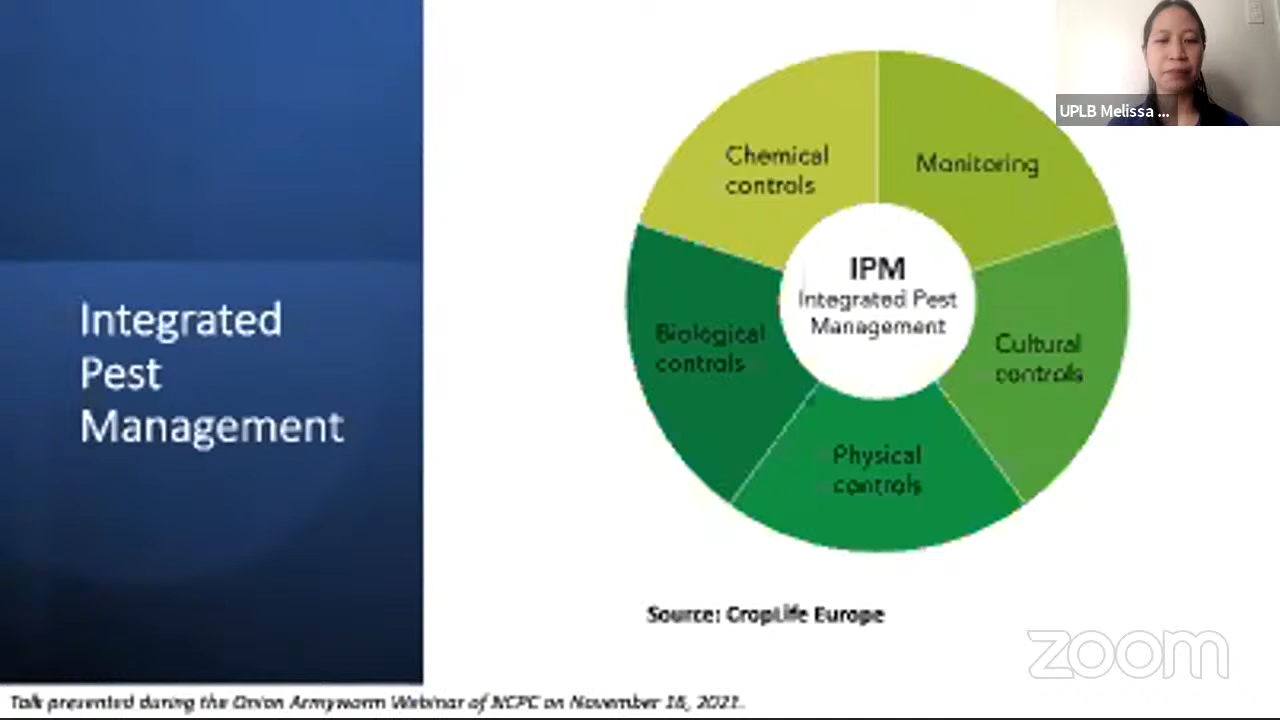 Integrated
Pest
Management
Chemical
controls
Monitoring
IPM
Integrated Pest
Management
Biological
controls
Cultural
controls
Physical
controls
Source: CropLife Europe
Talk presented during the Onion Armyworm Webinar of NCPC on November 16, 2021.
UPLB Melissa ...
zoom